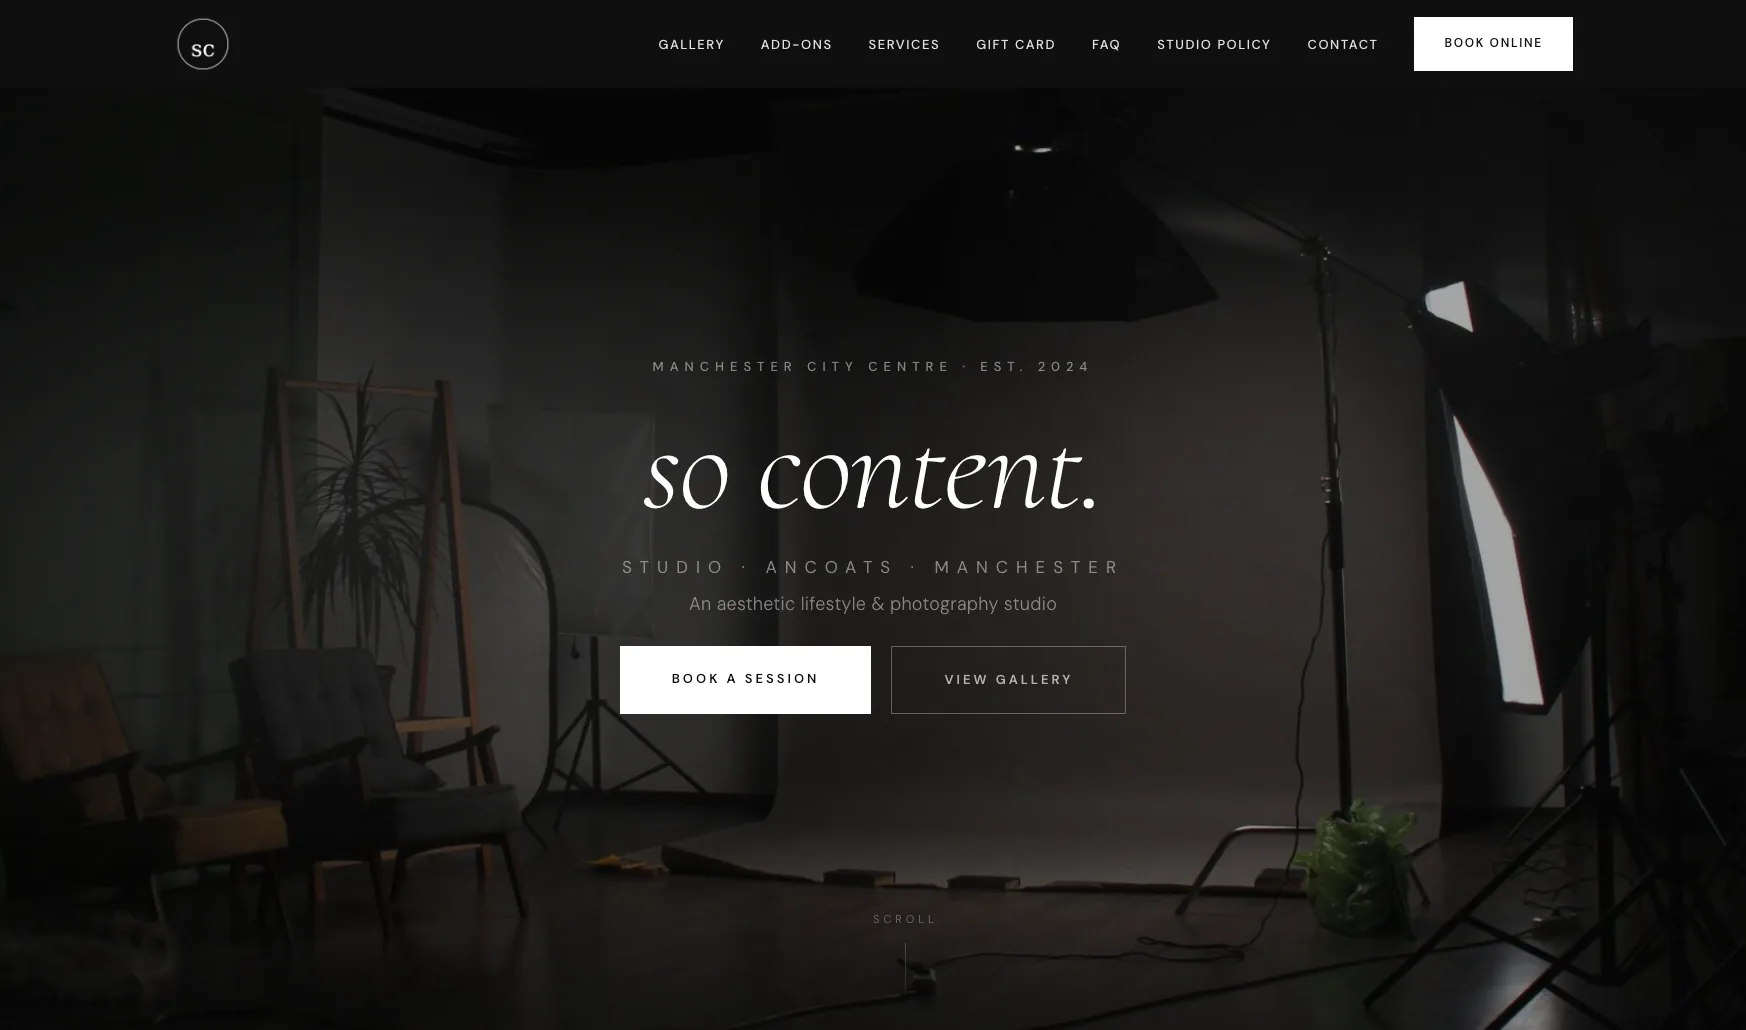 SC
GALLERY ADD-ONS SERVICES GIFT CARD FAQ STUDIO POLICY CONTACT BOOK ONLINE
MANCHESTER CITY CENTRE · EST. 2024
so content.
STUDIO · ANCOATS · MANCHESTER
An aesthetic lifestyle & photography studio
BOOK A SESSION VIEW GALLERY
SCROLL